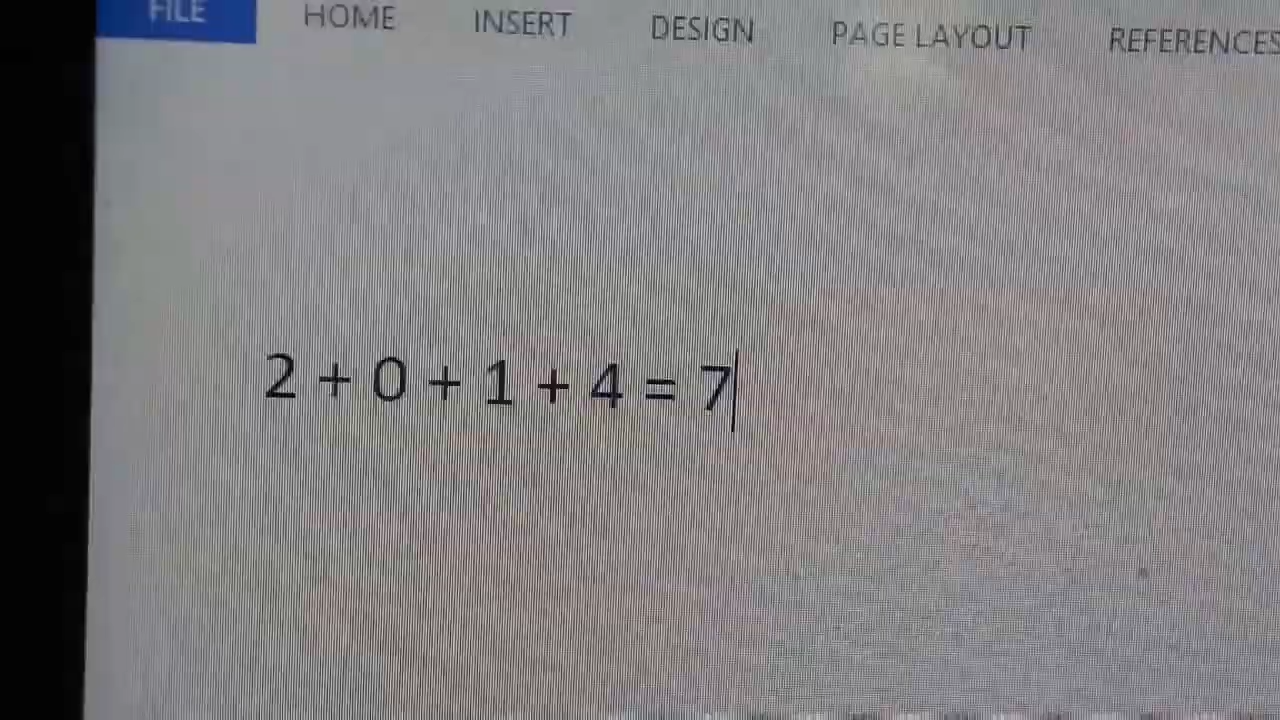 FILE HOME INSERT DESIGN PAGE LAYOUT REFERENCES
2 + 0 + 1 + 4 = 7